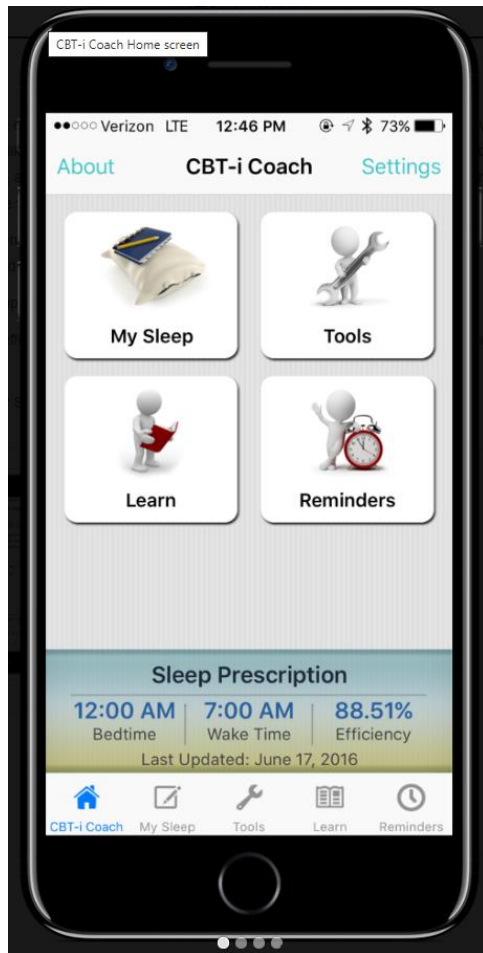 CBT-i Coach Home screen
Verizon LTE 12:46 PM 73%
About CBT-i Coach Settings
My Sleep Tools
Learn Reminders
Sleep Prescription
12:00 AM 7:00 AM 88.51%
Bedtime Wake Time Efficiency
Last Updated: June 17, 2016
CBT-i Coach My Sleep Tools Learn Reminders